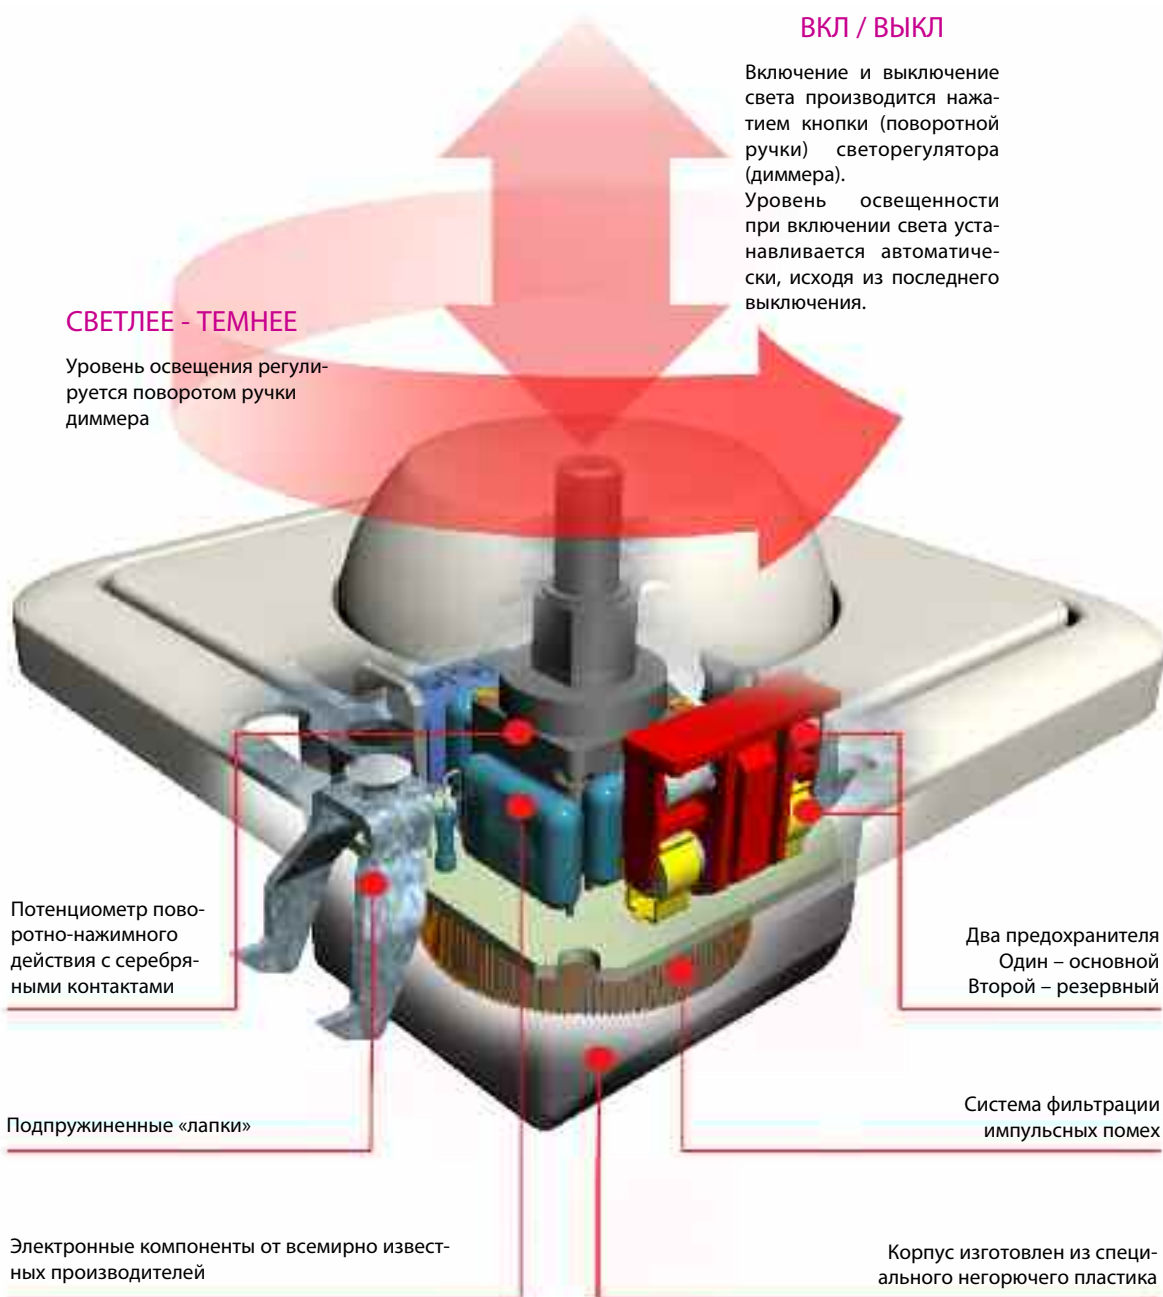 ВКЛ / ВЫКЛ
Включение и выключение
света производится нажа-
тием кнопки (поворотной
ручки) светорегулятора
(диммера).
Уровень освещенности
при включении света уста-
навливается автоматиче-
ски, исходя из последнего
выключения.
СВЕТЛЕЕ - ТЕМНЕЕ
Уровень освещения регули-
руется поворотом ручки
диммера
Потенциометр пово-
ротно-нажимного
действия с серебря-
ными контактами
Два предохранителя
Один – основной
Второй – резервный
Подпружиненные «лапки»
Система фильтрации
импульсных помех
Электронные компоненты от всемирно извест-
ных производителей
Корпус изготовлен из специ-
ального негорючего пластика